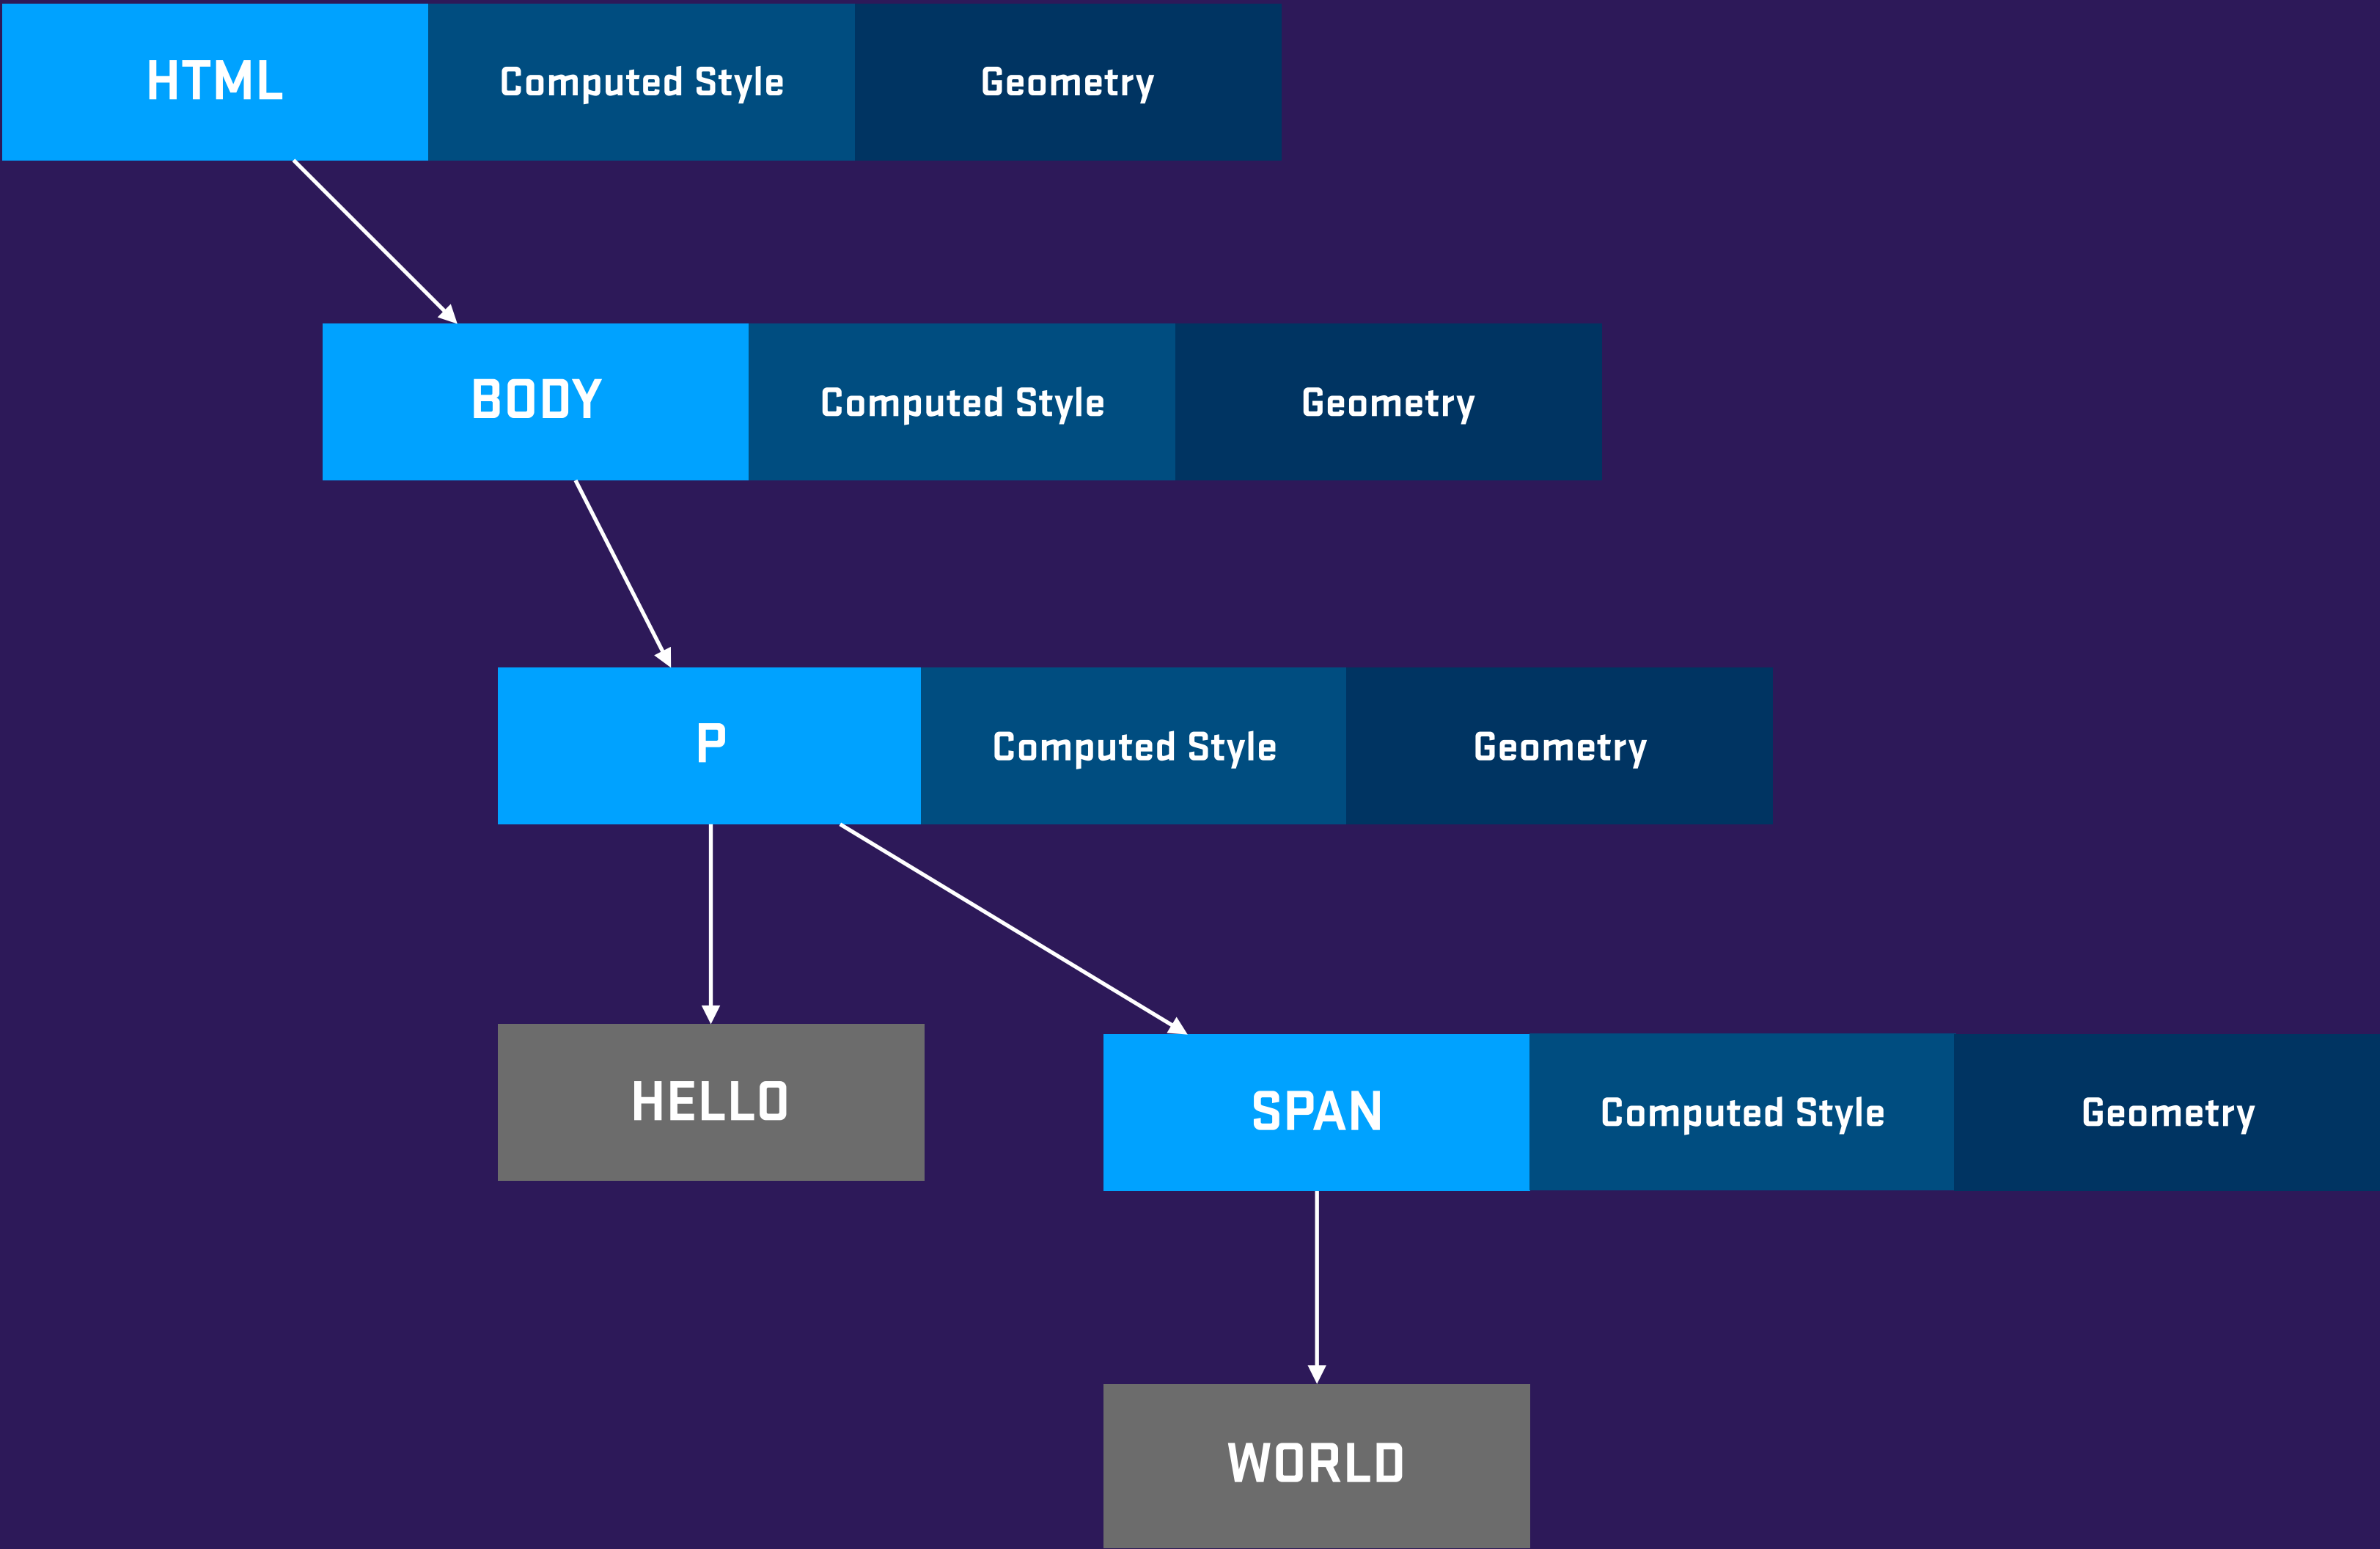 HTML Computed Style Geometry
BODY Computed Style Geometry
P Computed Style Geometry
HELLO
SPAN Computed Style Geometry
WORLD